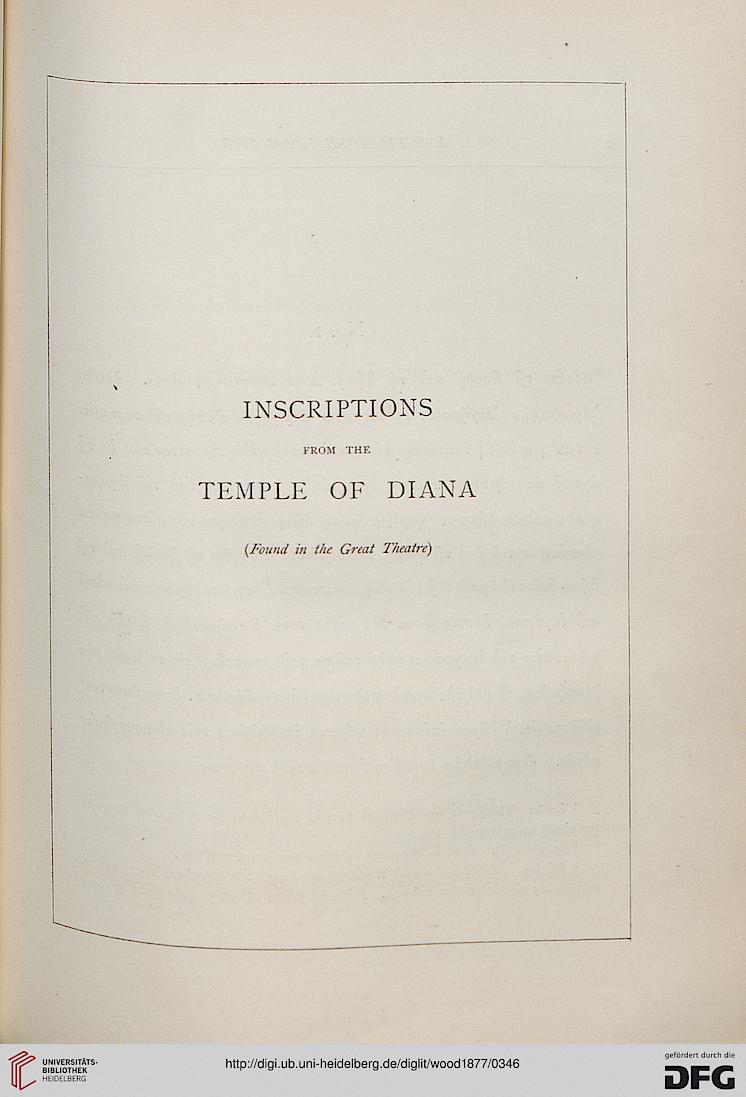 INSCRIPTIONS
FROM THE
TEMPLE OF DIANA
(Found in the Great Theatre)
UNIVERSITÄTS-
BIBLIOTHEK
HEIDELBERG
http://digi.ub.uni-heidelberg.de/diglit/wood1877/0346
gefördert durch die
DFG